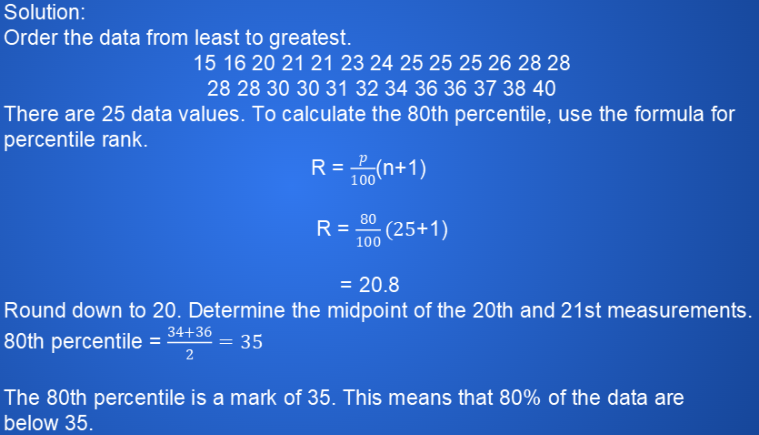 Solution:
Order the data from least to greatest.
15 16 20 21 21 23 24 25 25 25 26 28 28
28 28 30 30 31 32 34 36 36 37 38 40
There are 25 data values. To calculate the 80th percentile, use the formula for
percentile rank.
R = p/100(n+1)
R = 80/100 (25+1)
= 20.8
Round down to 20. Determine the midpoint of the 20th and 21st measurements.
80th percentile = 34+36/2 = 35
The 80th percentile is a mark of 35. This means that 80% of the data are
below 35.